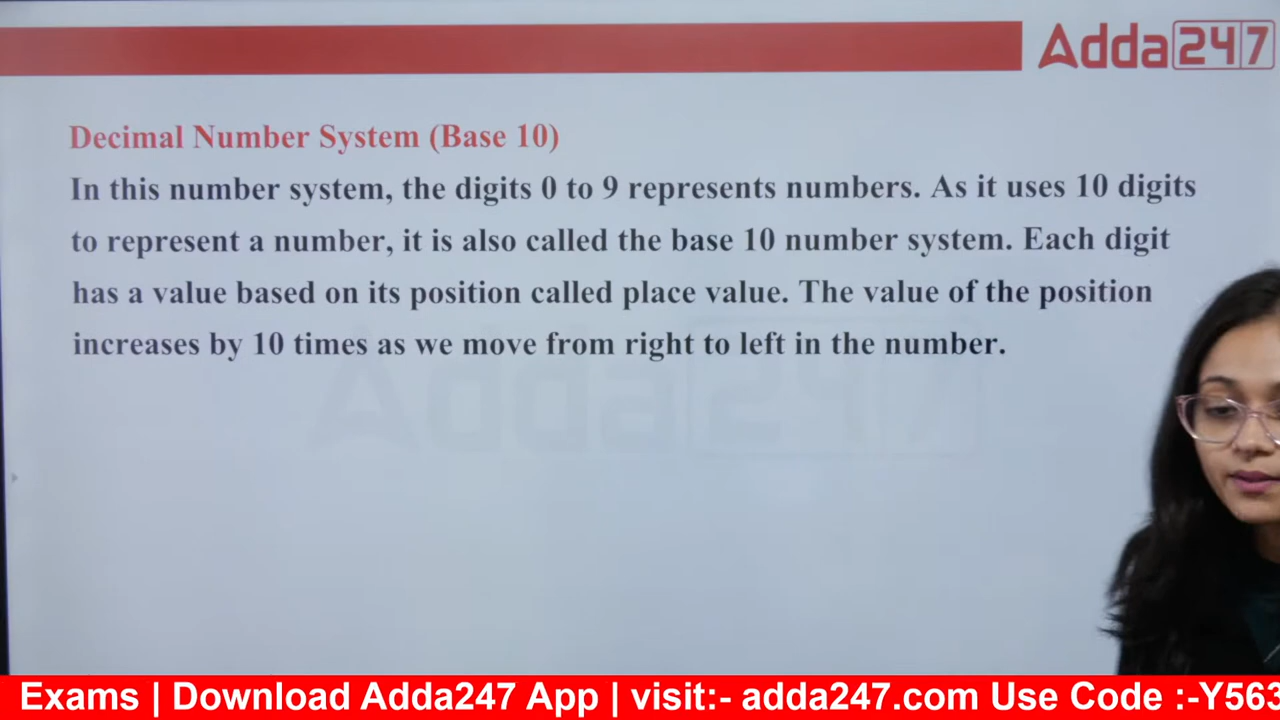 Adda247
Decimal Number System (Base 10)
In this number system, the digits 0 to 9 represents numbers. As it uses 10 digits
to represent a number, it is also called the base 10 number system. Each digit
has a value based on its position called place value. The value of the position
increases by 10 times as we move from right to left in the number.
Adda247
Exams | Download Adda247 App | visit:- adda247.com Use Code :-Y563